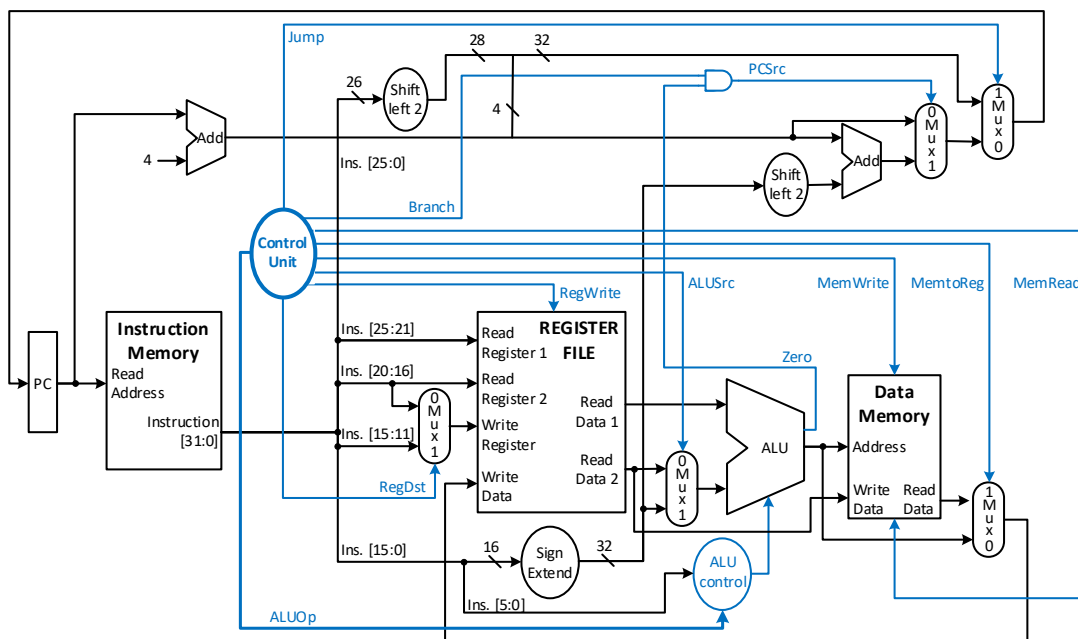 Jump
28
32
26
Shift
left 2
PCSrc
4
Add
4
Ins. [25:0]
0
M
u
x
1
1
M
u
x
0
Add
Shift
left 2
Branch
Control
Unit
RegWrite
ALUSrc
MemWrite
MemtoReg
MemRead
Instruction
Memory
Read
Address
Instruction
[31:0]
PC
Ins. [25:21]
Ins. [20:16]
Ins. [15:11]
0
M
u
x
1
RegDst
REGISTER
FILE
Read
Register 1
Read
Register 2
Write
Register
Write
Data
Read
Data 1
Read
Data 2
Zero
0
M
u
x
1
ALU
Data
Memory
Address
Write
Data
Read
Data
1
M
u
x
0
Ins. [15:0]
16
Sign
Extend
32
ALU
control
Ins. [5:0]
ALUOp